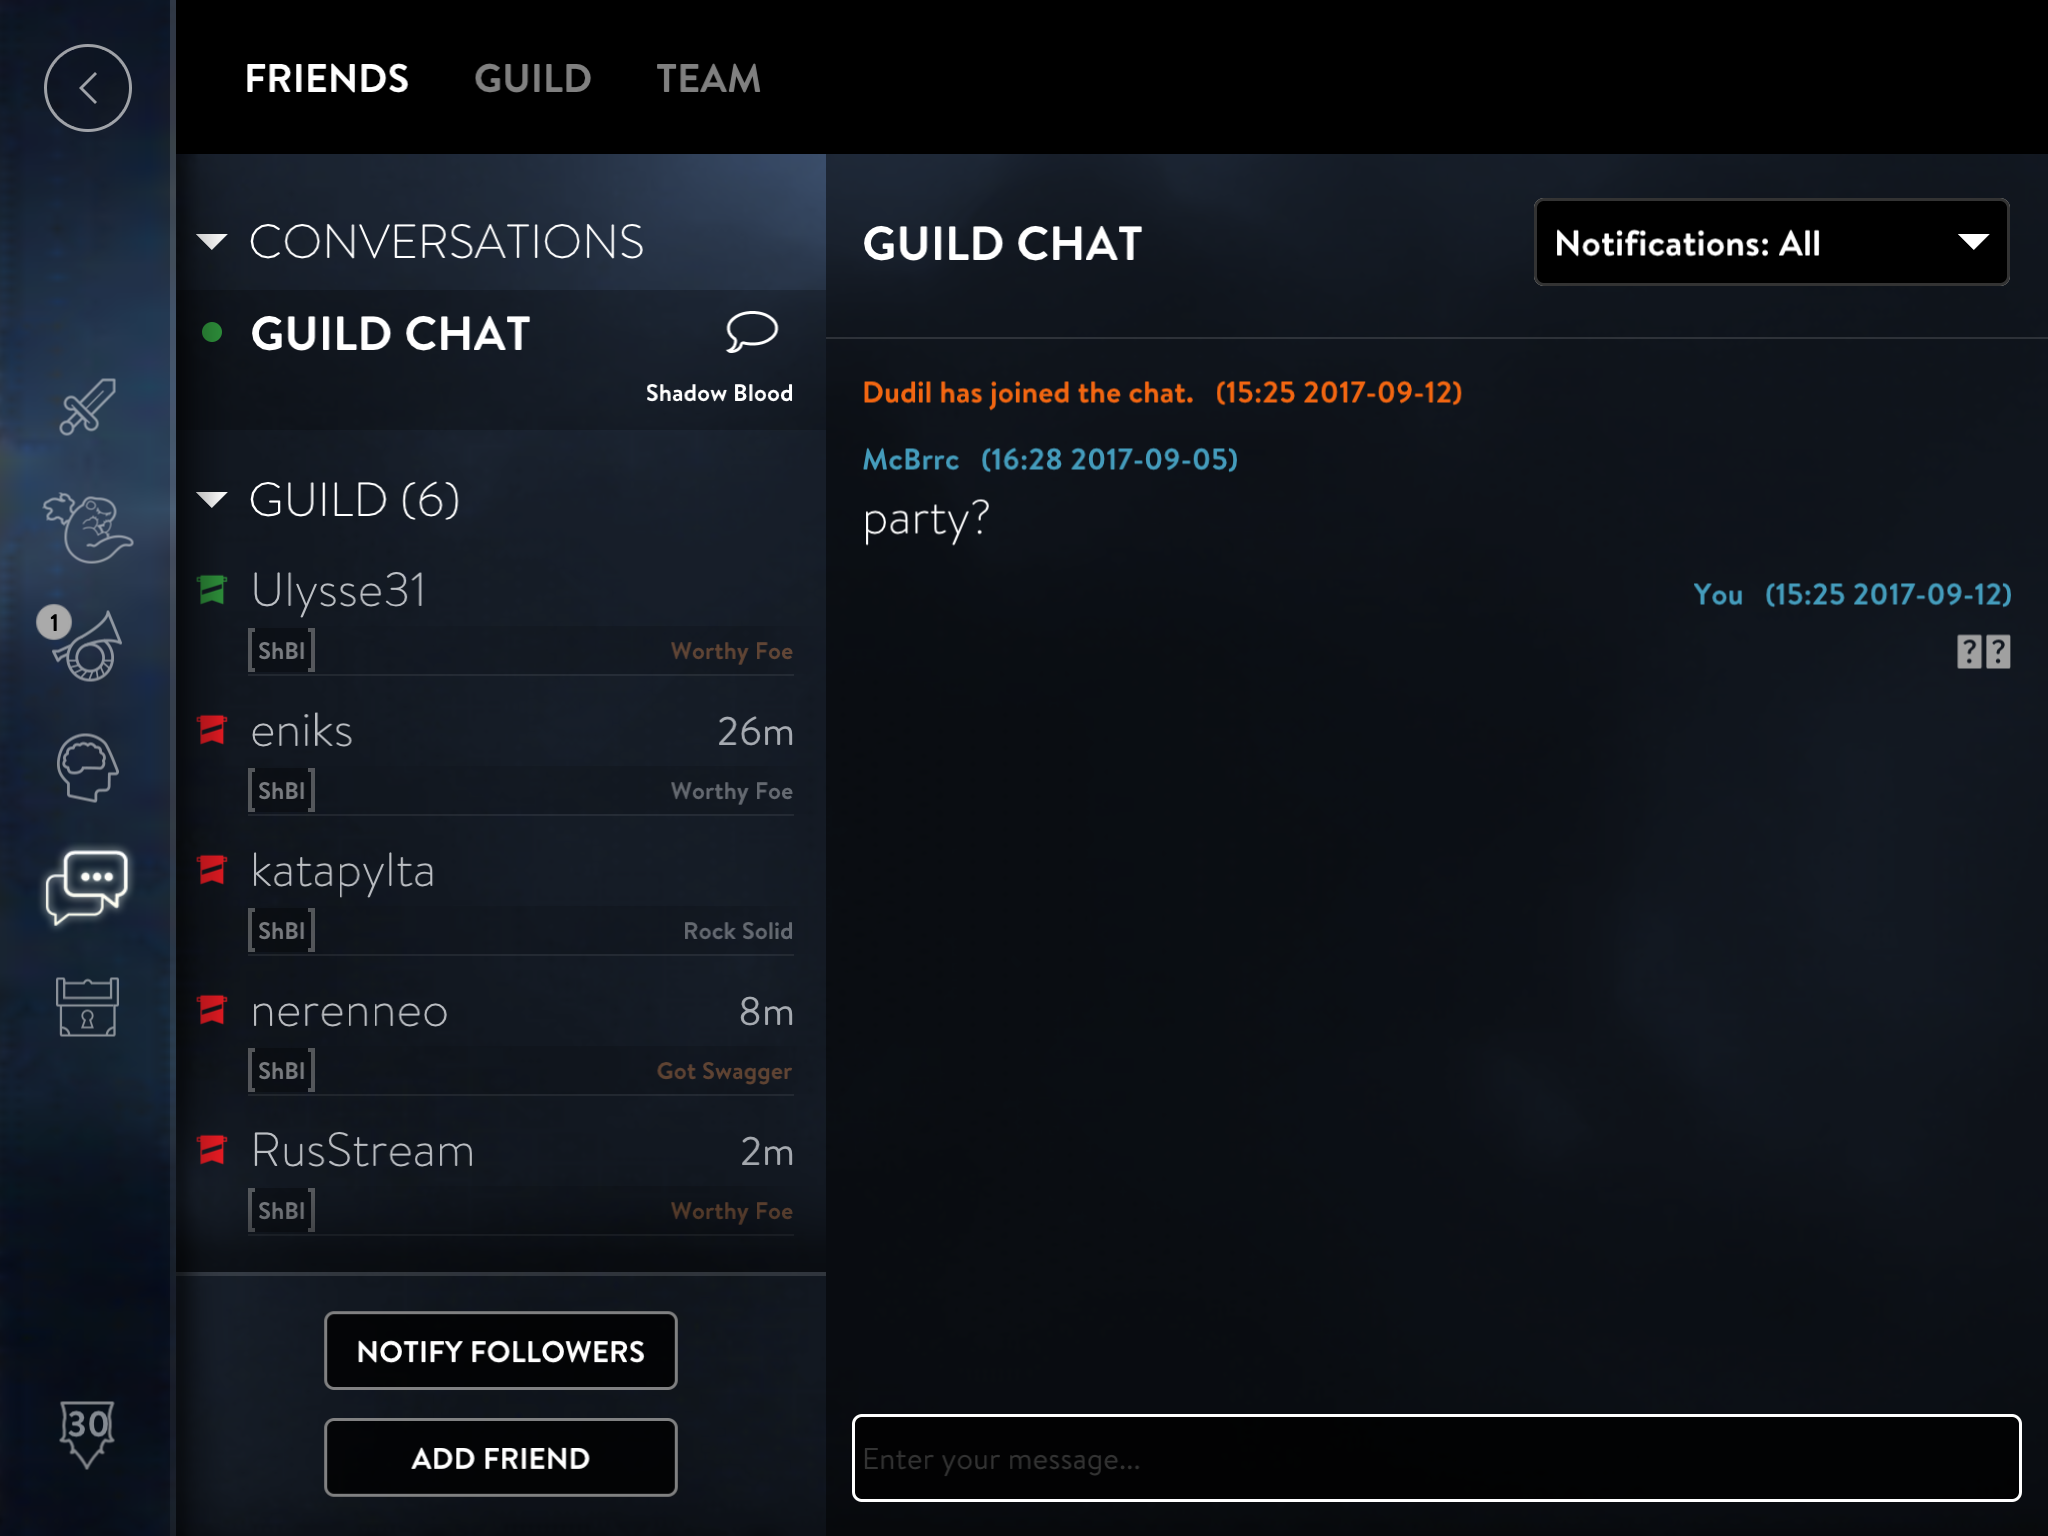 FRIENDS GUILD TEAM
CONVERSATIONS
GUILD CHAT
Shadow Blood
GUILD (6)
Ulysse31
ShBl Worthy Foe
eniks 26m
ShBl Worthy Foe
katapylta
ShBl Rock Solid
nerenneo 8m
ShBl Got Swagger
RusStream 2m
ShBl Worthy Foe
NOTIFY FOLLOWERS
ADD FRIEND
1
30
GUILD CHAT
Notifications: All
Dudil has joined the chat. (15:25 2017-09-12)
McBrrc (16:28 2017-09-05)
party?
You (15:25 2017-09-12)
??
Enter your message...